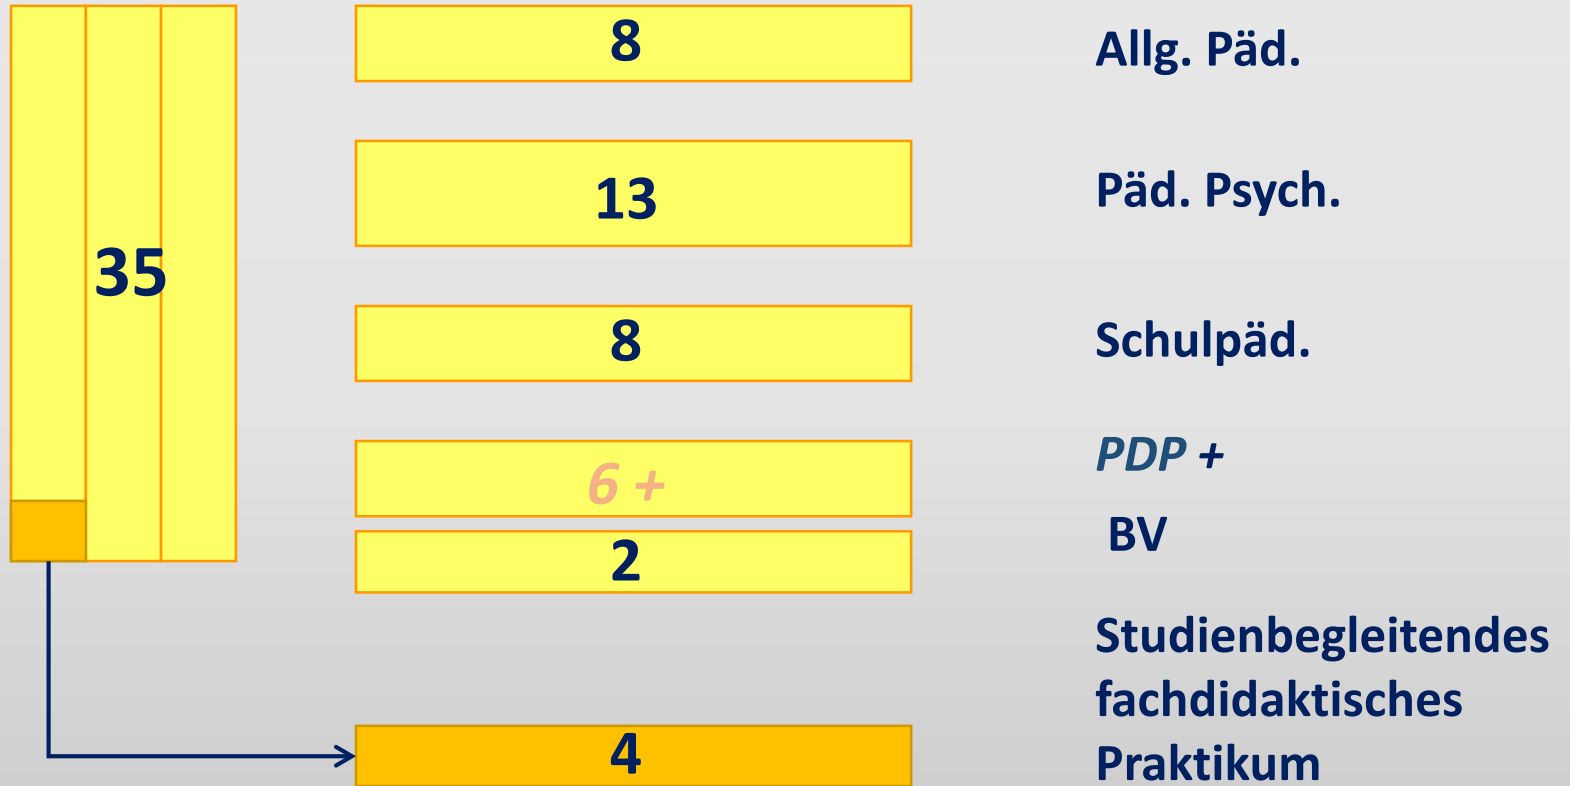 35
8
Allg. Päd.
13
Päd. Psych.
8
Schulpäd.
6 +
PDP +
2
BV
4
Studienbegleitendes
fachdidaktisches
Praktikum